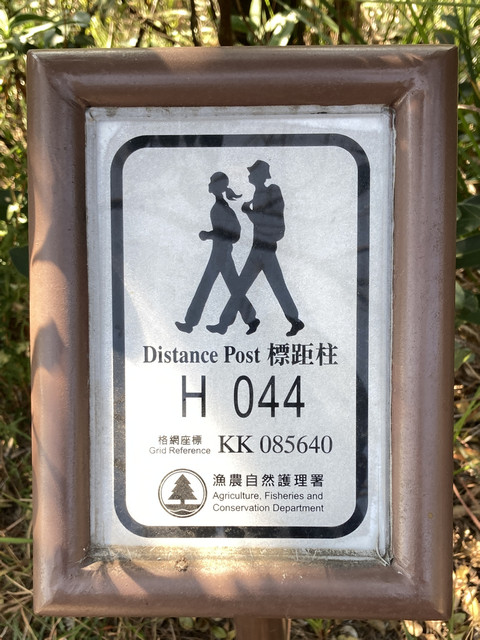 Distance Post 標距柱
H 044
格網座標
Grid Reference KK 085640
漁農自然護理署
Agriculture, Fisheries and
Conservation Department